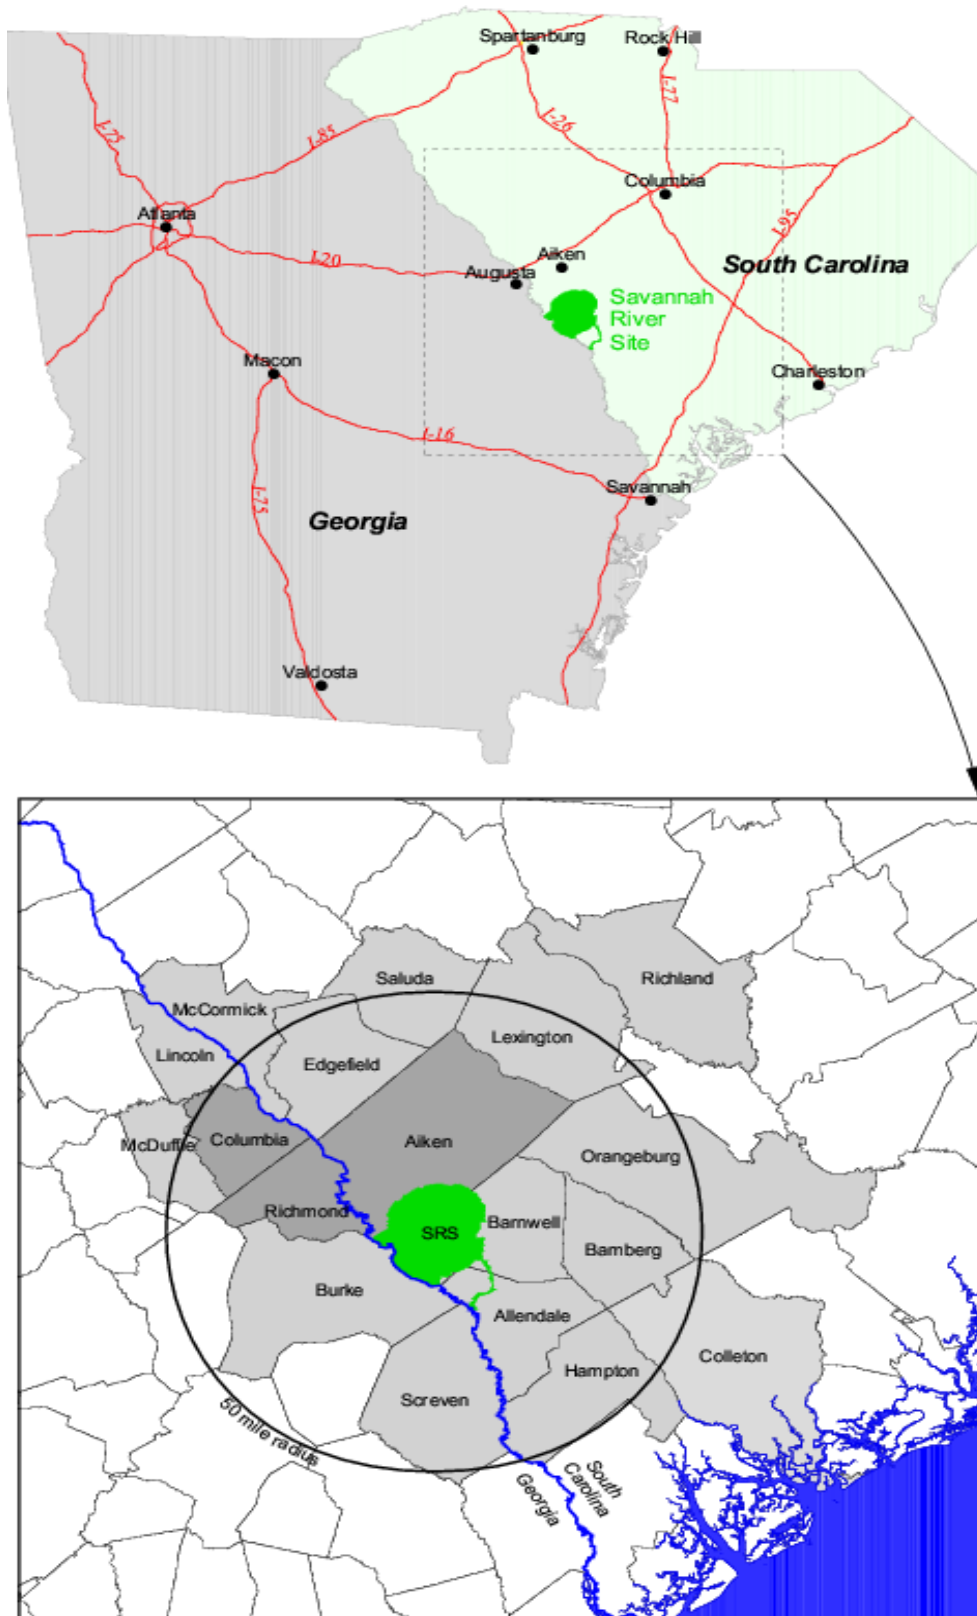 Spartanburg
Rock Hill
I-77
I-75
I-85
I-26
Columbia
Atlanta
I-95
I-20
Aiken
Augusta
South Carolina
Savannah
River
Site
Macon
Charleston
I-16
Savannah
I-75
Georgia
Valdosta
Saluda
Richland
McCormick
Lexington
Lincoln
Edgefield
Columbia
Aiken
McDuffie
Orangeburg
Richmond
Barnwell
SRS
Bamberg
Burke
Allendale
Colleton
Hampton
Screven
50 mile radius
South
Carolina
Georgia